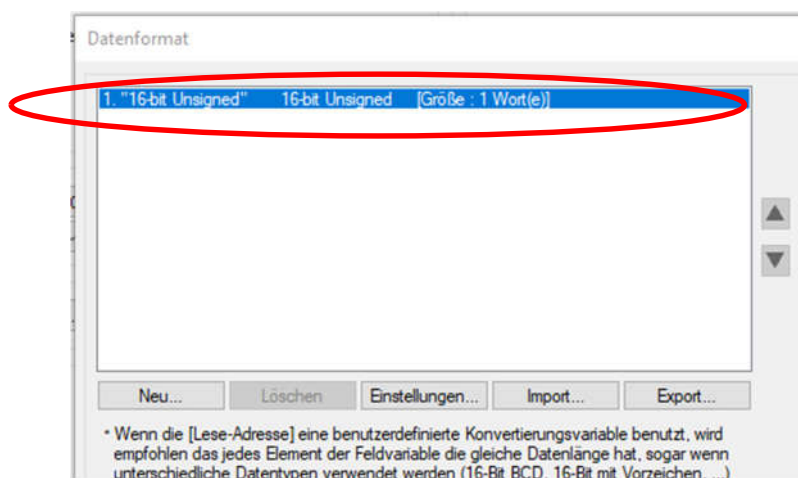 Datenformat
1. "16-bit Unsigned" 16-bit Unsigned [Größe : 1 Wort(e)]
Neu... Löschen Einstellungen... Import... Export...
* Wenn die [Lese-Adresse] eine benutzerdefinierte Konvertierungsvariable benutzt, wird
empfohlen das jedes Element der Feldvariable die gleiche Datenlänge hat, sogar wenn
unterschiedliche Datentypen verwendet werden (16-Bit BCD, 16-Bit mit Vorzeichen, ...)